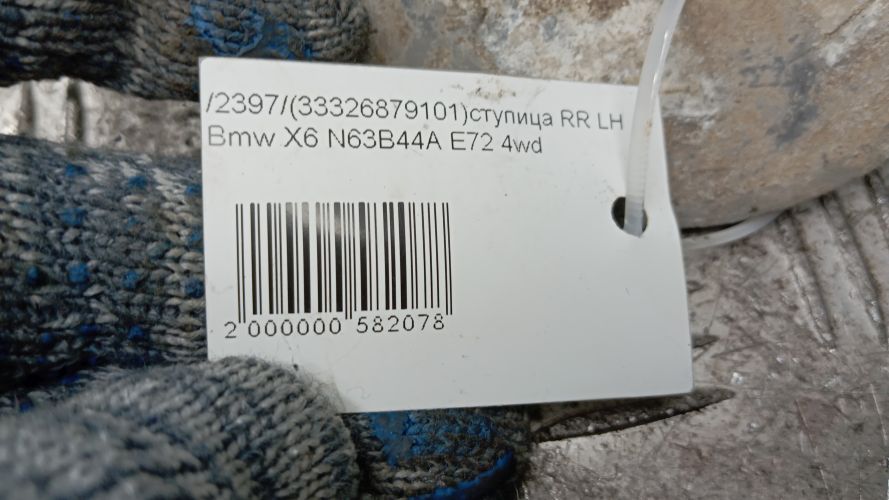 /2397/(33326879101)ступица RR LH
Bmw X6 N63B44A E72 4wd
2 000000 582078